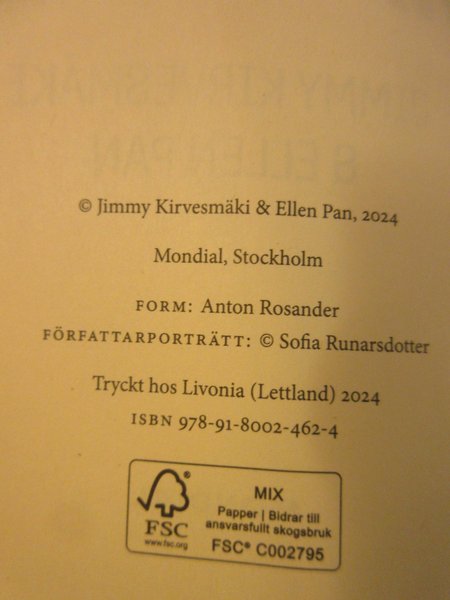 © Jimmy Kirvesmäki & Ellen Pan, 2024
Mondial, Stockholm
FORM: Anton Rosander
FÖRFATTARPORTRÄTT: © Sofia Runarsdotter
Tryckt hos Livonia (Lettland) 2024
ISBN 978-91-8002-462-4
FSC
www.fsc.org
MIX
Papper | Bidrar till
ansvarsfullt skogsbruk
FSC® C002795